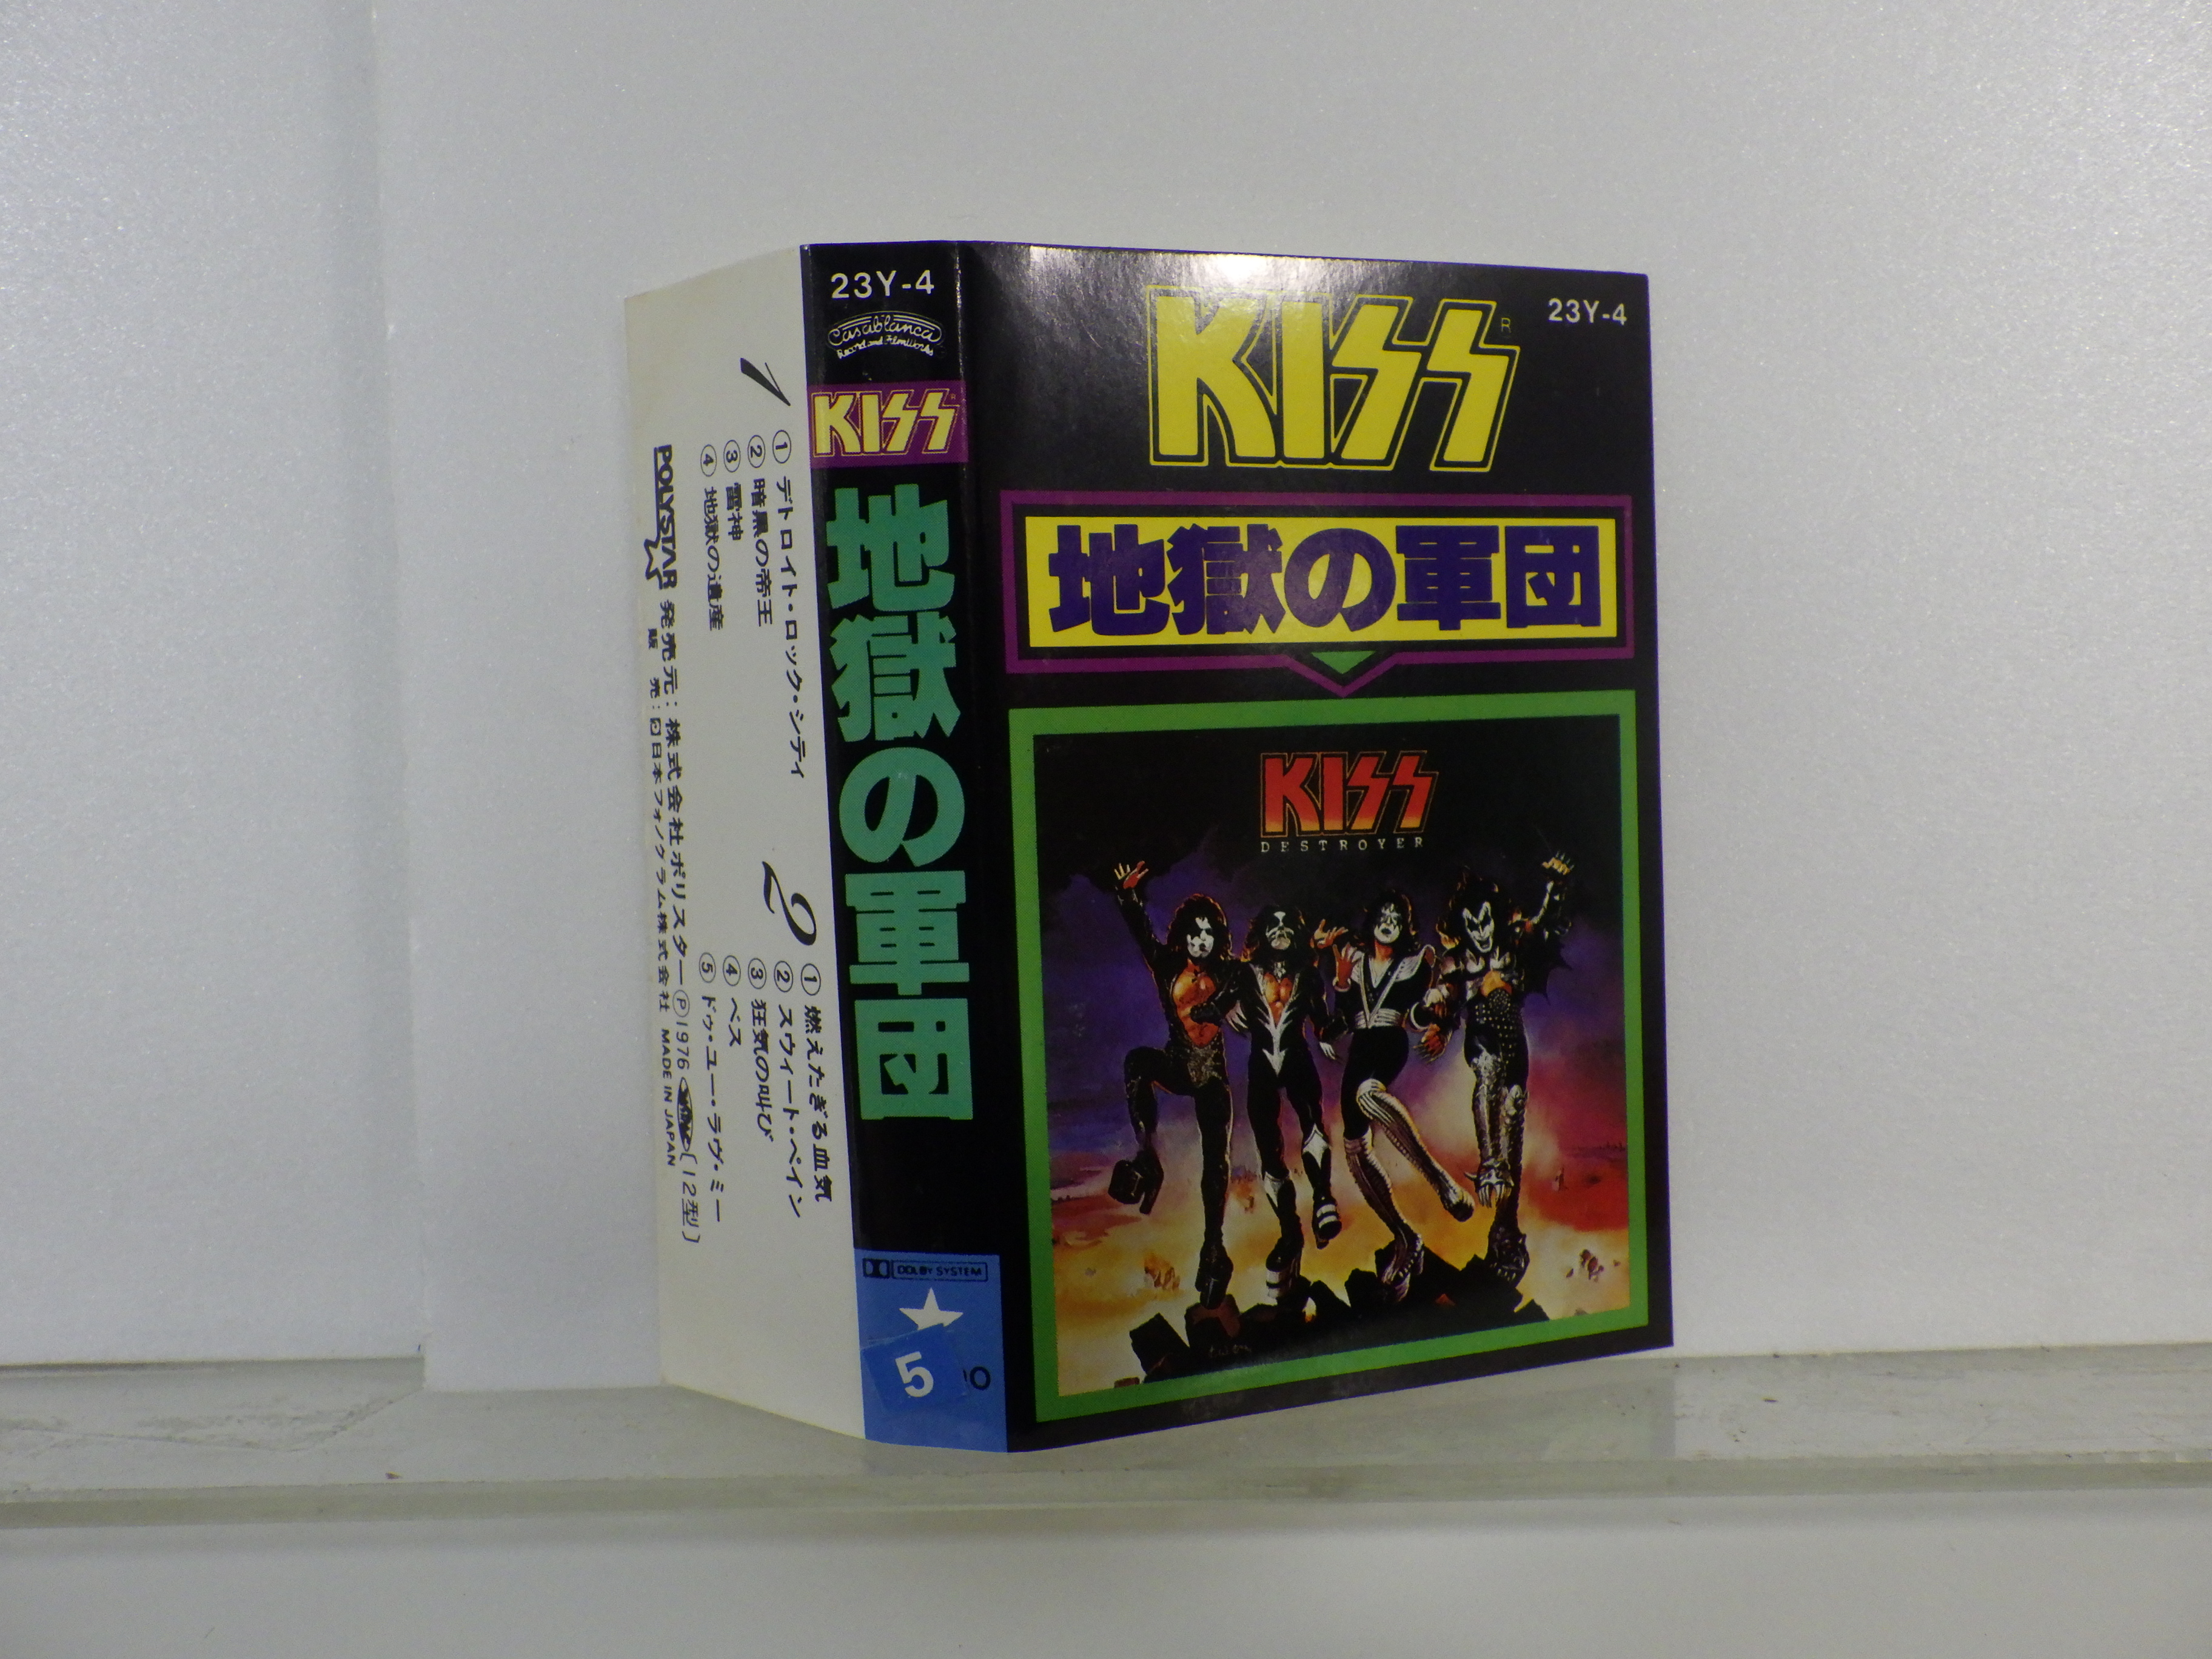 1
① デトロイト・ロック・シティ
② 暗黒の帝王
③ 雷神
④ 地獄の遺産
2
① 燃えたぎる血気
② スウィート・ペイン
③ 狂気の叫び
④ ベス
⑤ ドゥ・ユー・ラヴ・ミー
POLYSTAR 発売元：株式会社ポリスター Ⓟ1976 〔12型〕
販売：日本フォノグラム株式会社 MADE IN JAPAN
23Y-4
Casablanca
Record and FilmWorks
KISS
地獄の軍団
DOLBY SYSTEM
5
23Y-4
KISS
R
地獄の軍団
KISS
DESTROYER